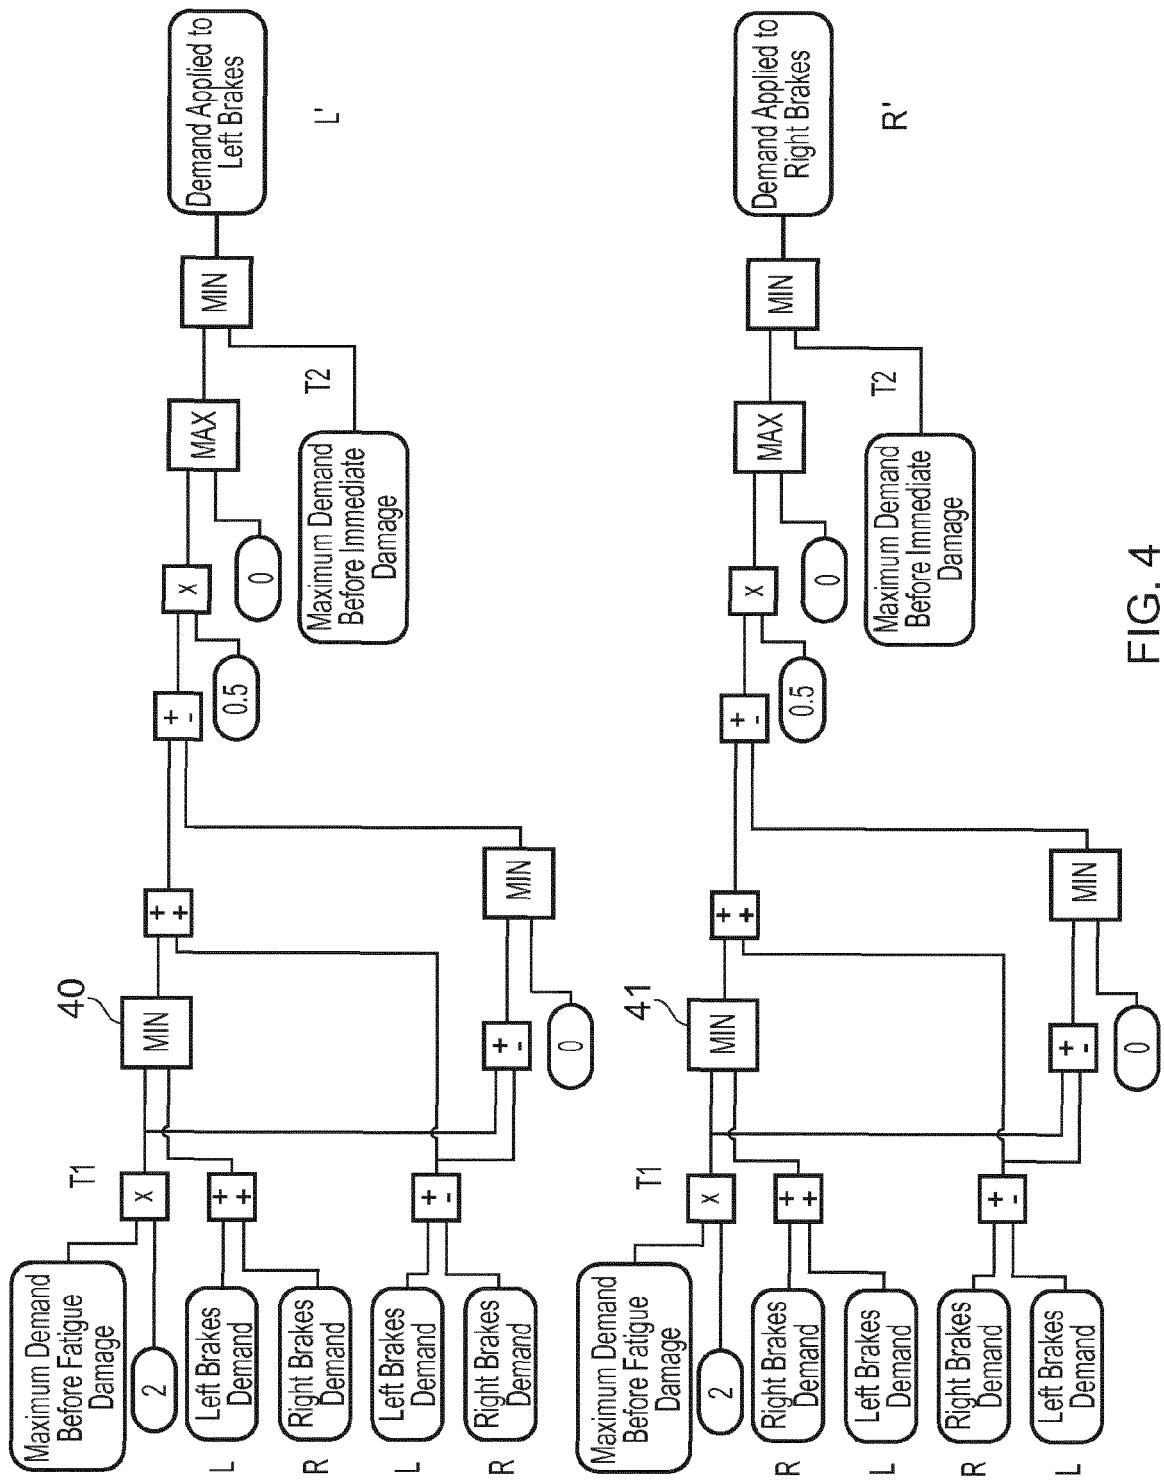 Maximum Demand
Before Fatigue
Damage
2
T1
X
L
Left Brakes
Demand
R
Right Brakes
Demand
+
+
L
Left Brakes
Demand
R
Right Brakes
Demand
+
-
40
MIN
+
-
0
MIN
+
+
+
-
0.5
X
0
MAX
Maximum Demand
Before Immediate
Damage
T2
MIN
Demand Applied to
Left Brakes
L'
Maximum Demand
Before Fatigue
Damage
2
T1
X
R
Right Brakes
Demand
L
Left Brakes
Demand
+
+
R
Right Brakes
Demand
L
Left Brakes
Demand
+
-
41
MIN
+
-
0
MIN
+
+
+
-
0.5
X
0
MAX
Maximum Demand
Before Immediate
Damage
T2
MIN
Demand Applied to
Right Brakes
R'
FIG. 4